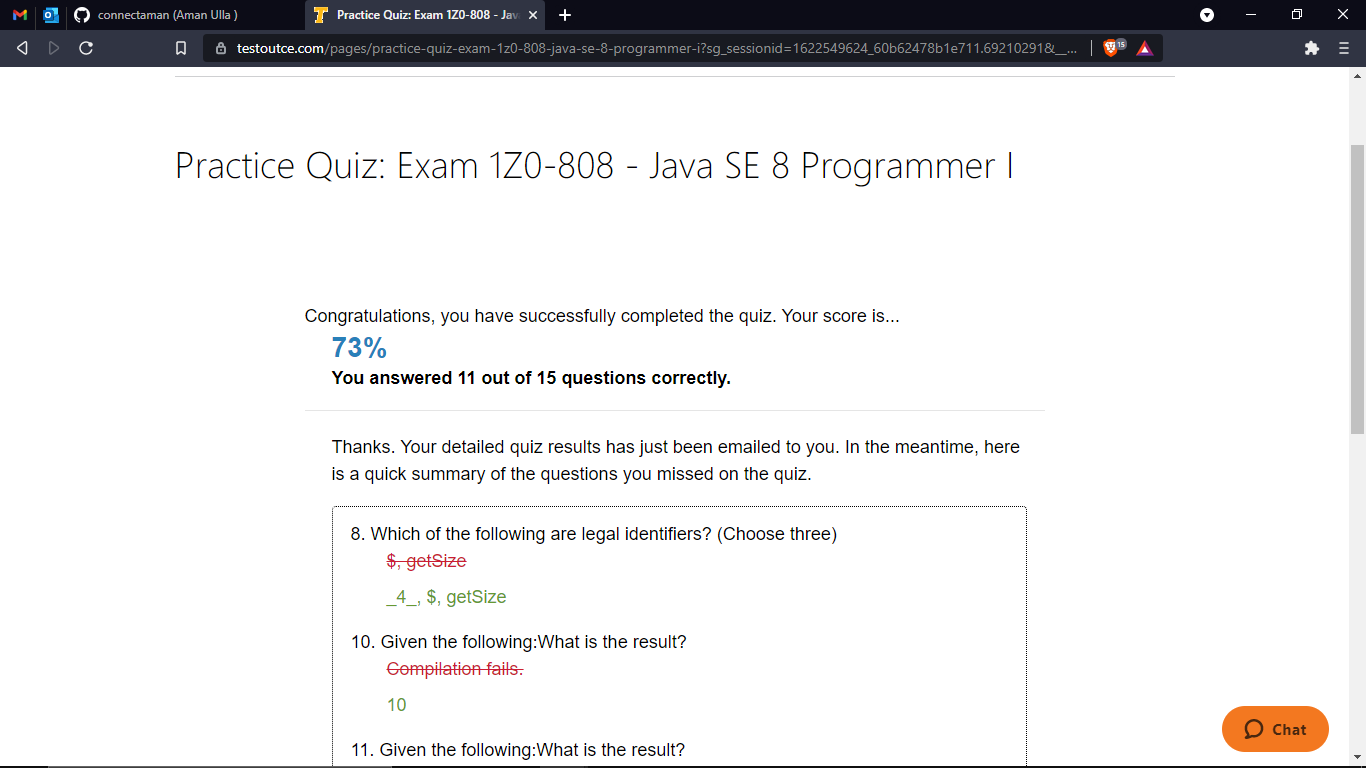 connectaman (Aman Ulla )
Practice Quiz: Exam 1Z0-808 - Jav
testoutce.com/pages/practice-quiz-exam-1z0-808-java-se-8-programmer-i?sg_sessionid=1622549624_60b62478b1e711.69210291&__...
15
Practice Quiz: Exam 1Z0-808 - Java SE 8 Programmer I
Congratulations, you have successfully completed the quiz. Your score is...
73%
You answered 11 out of 15 questions correctly.
Thanks. Your detailed quiz results has just been emailed to you. In the meantime, here
is a quick summary of the questions you missed on the quiz.
8. Which of the following are legal identifiers? (Choose three)
$, getSize
_4_, $, getSize
10. Given the following:What is the result?
Compilation fails.
10
11. Given the following:What is the result?
Chat